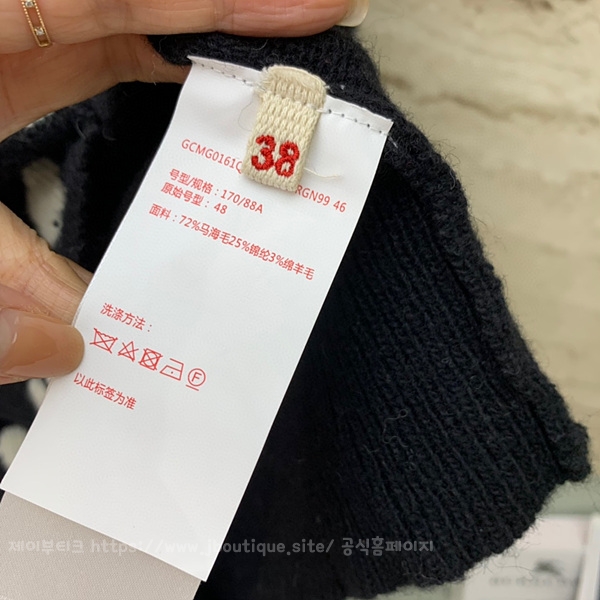 38
GCMG0161 RGN99 46
号型/规格：170/88A
原始号型：48
面料：72%马海毛25%锦纶3%绵羊毛
洗涤方法：
F
以此标签为准
제이부티크 https://www.jboutique.site/ 공식홈페이지